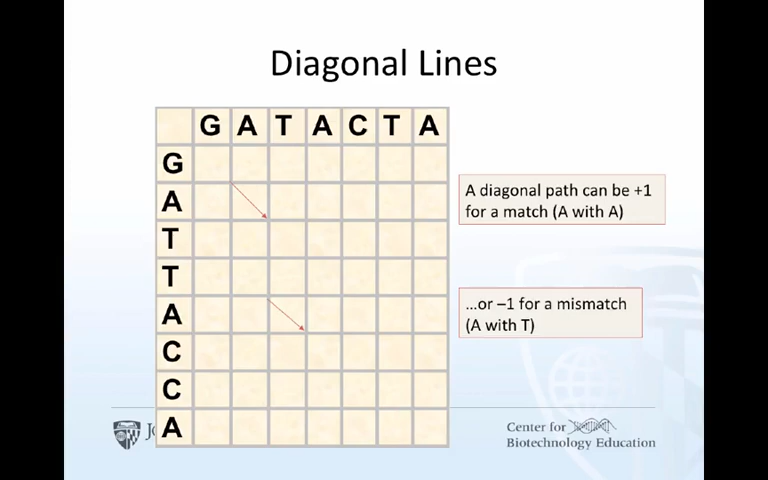 Diagonal Lines
G A T A C T A
G
A
T
T
A
C
C
A
A diagonal path can be +1
for a match (A with A)
...or –1 for a mismatch
(A with T)
Center for
Biotechnology Education